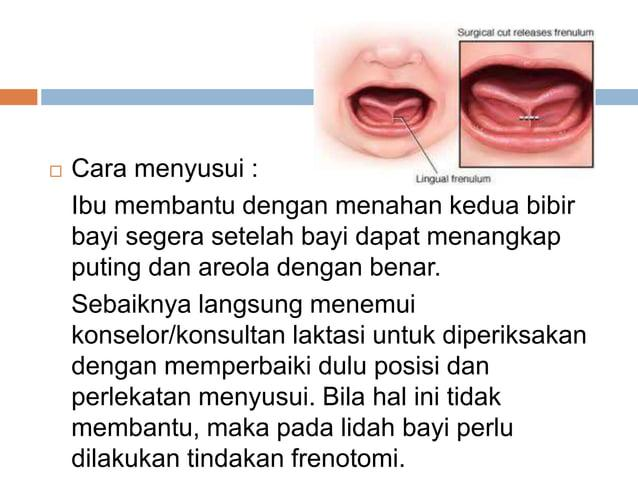 Surgical cut releases frenulum
Lingual frenulum
Cara menyusui :
Ibu membantu dengan menahan kedua bibir
bayi segera setelah bayi dapat menangkap
puting dan areola dengan benar.
Sebaiknya langsung menemui
konselor/konsultan laktasi untuk diperiksakan
dengan memperbaiki dulu posisi dan
perlekatan menyusui. Bila hal ini tidak
membantu, maka pada lidah bayi perlu
dilakukan tindakan frenotomi.